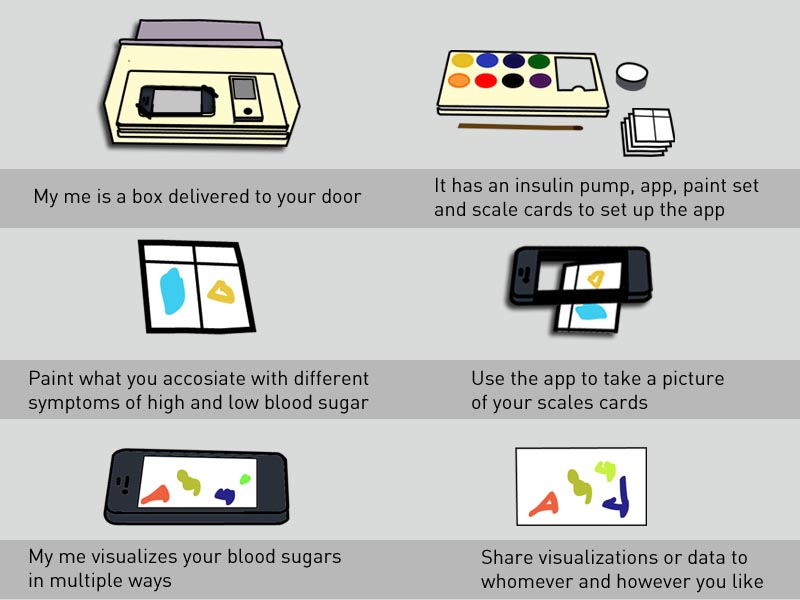 My me is a box delivered to your door
It has an insulin pump, app, paint set
and scale cards to set up the app
Paint what you accosiate with different
symptoms of high and low blood sugar
Use the app to take a picture
of your scales cards
My me visualizes your blood sugars
in multiple ways
Share visualizations or data to
whomever and however you like